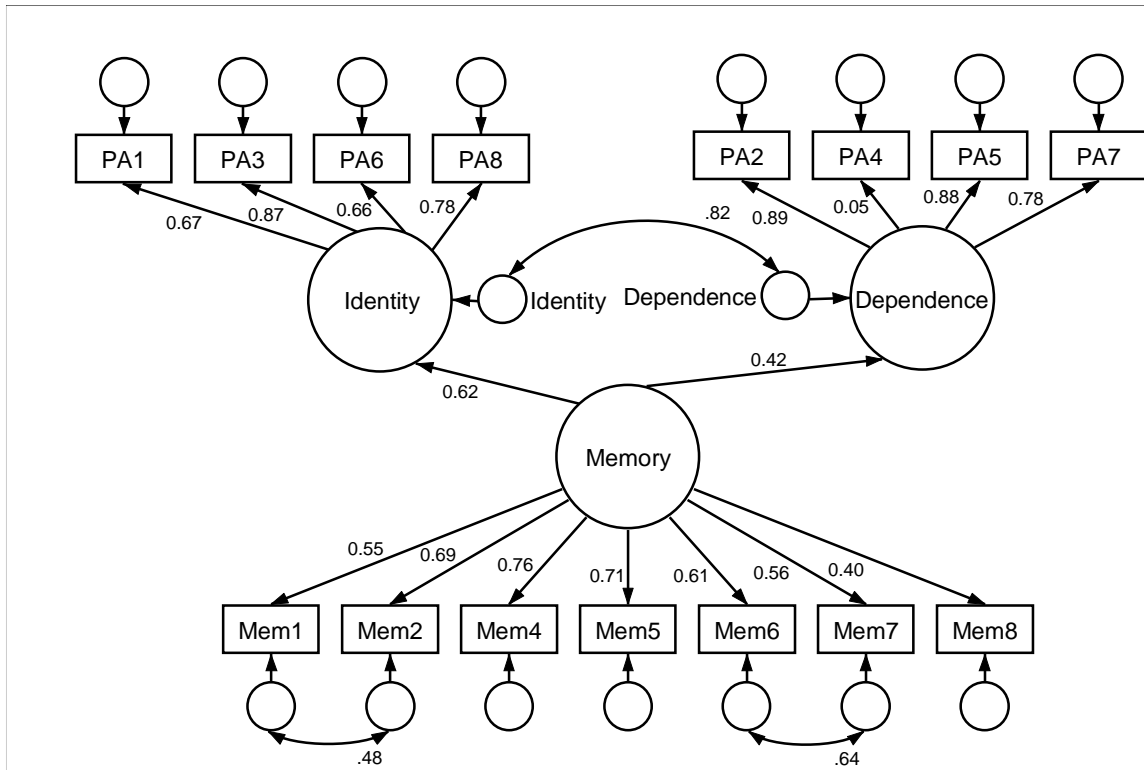 PA1 PA3 PA6 PA8 PA2 PA4 PA5 PA7
0.67 0.87 0.66 0.78 .82 0.89 0.05 0.88 0.78
Identity Identity Dependence Dependence
0.62 0.42
Memory
0.55 0.69 0.76 0.71 0.61 0.56 0.40
Mem1 Mem2 Mem4 Mem5 Mem6 Mem7 Mem8
.48 .64